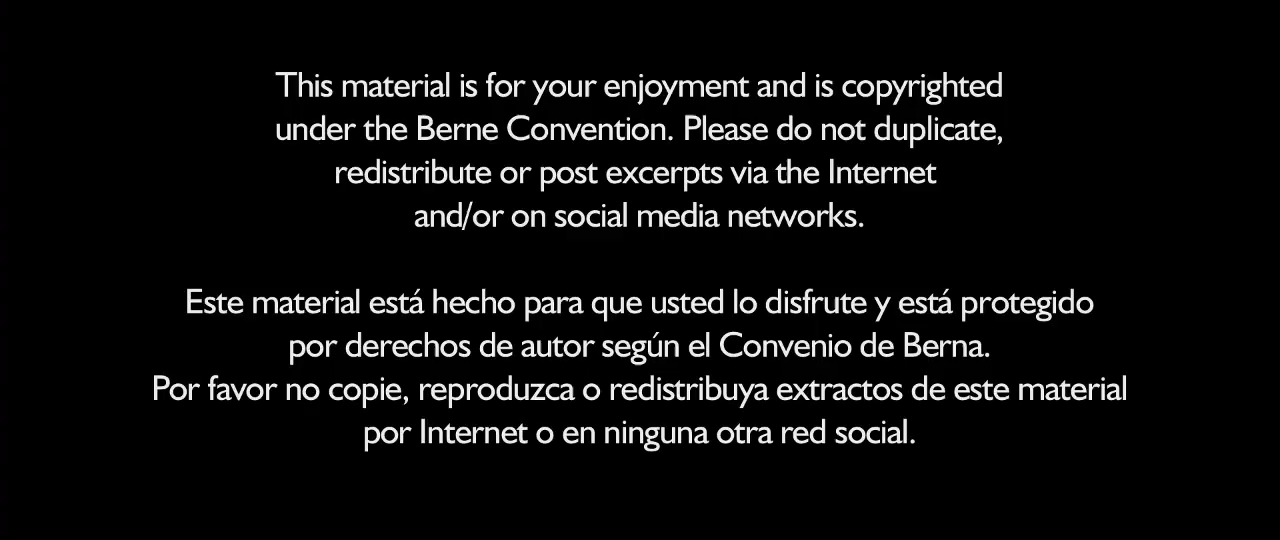 This material is for your enjoyment and is copyrighted
under the Berne Convention. Please do not duplicate,
redistribute or post excerpts via the Internet
and/or on social media networks.
Este material está hecho para que usted lo disfrute y está protegido
por derechos de autor según el Convenio de Berna.
Por favor no copie, reproduzca o redistribuya extractos de este material
por Internet o en ninguna otra red social.